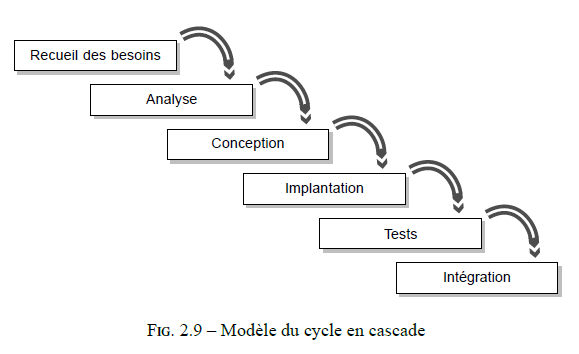 Recueil des besoins
Analyse
Conception
Implantation
Tests
Intégration
FIG. 2.9 – Modèle du cycle en cascade